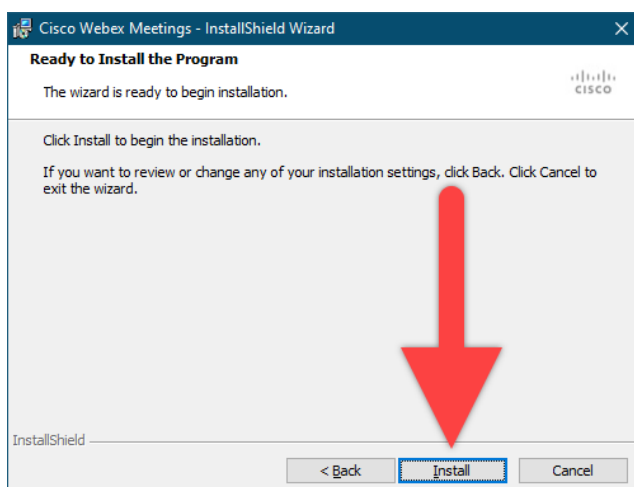 Cisco Webex Meetings - InstallShield Wizard
Ready to Install the Program
The wizard is ready to begin installation.
CISCO
Click Install to begin the installation.
If you want to review or change any of your installation settings, click Back. Click Cancel to
exit the wizard.
InstallShield
< Back
Install
Cancel